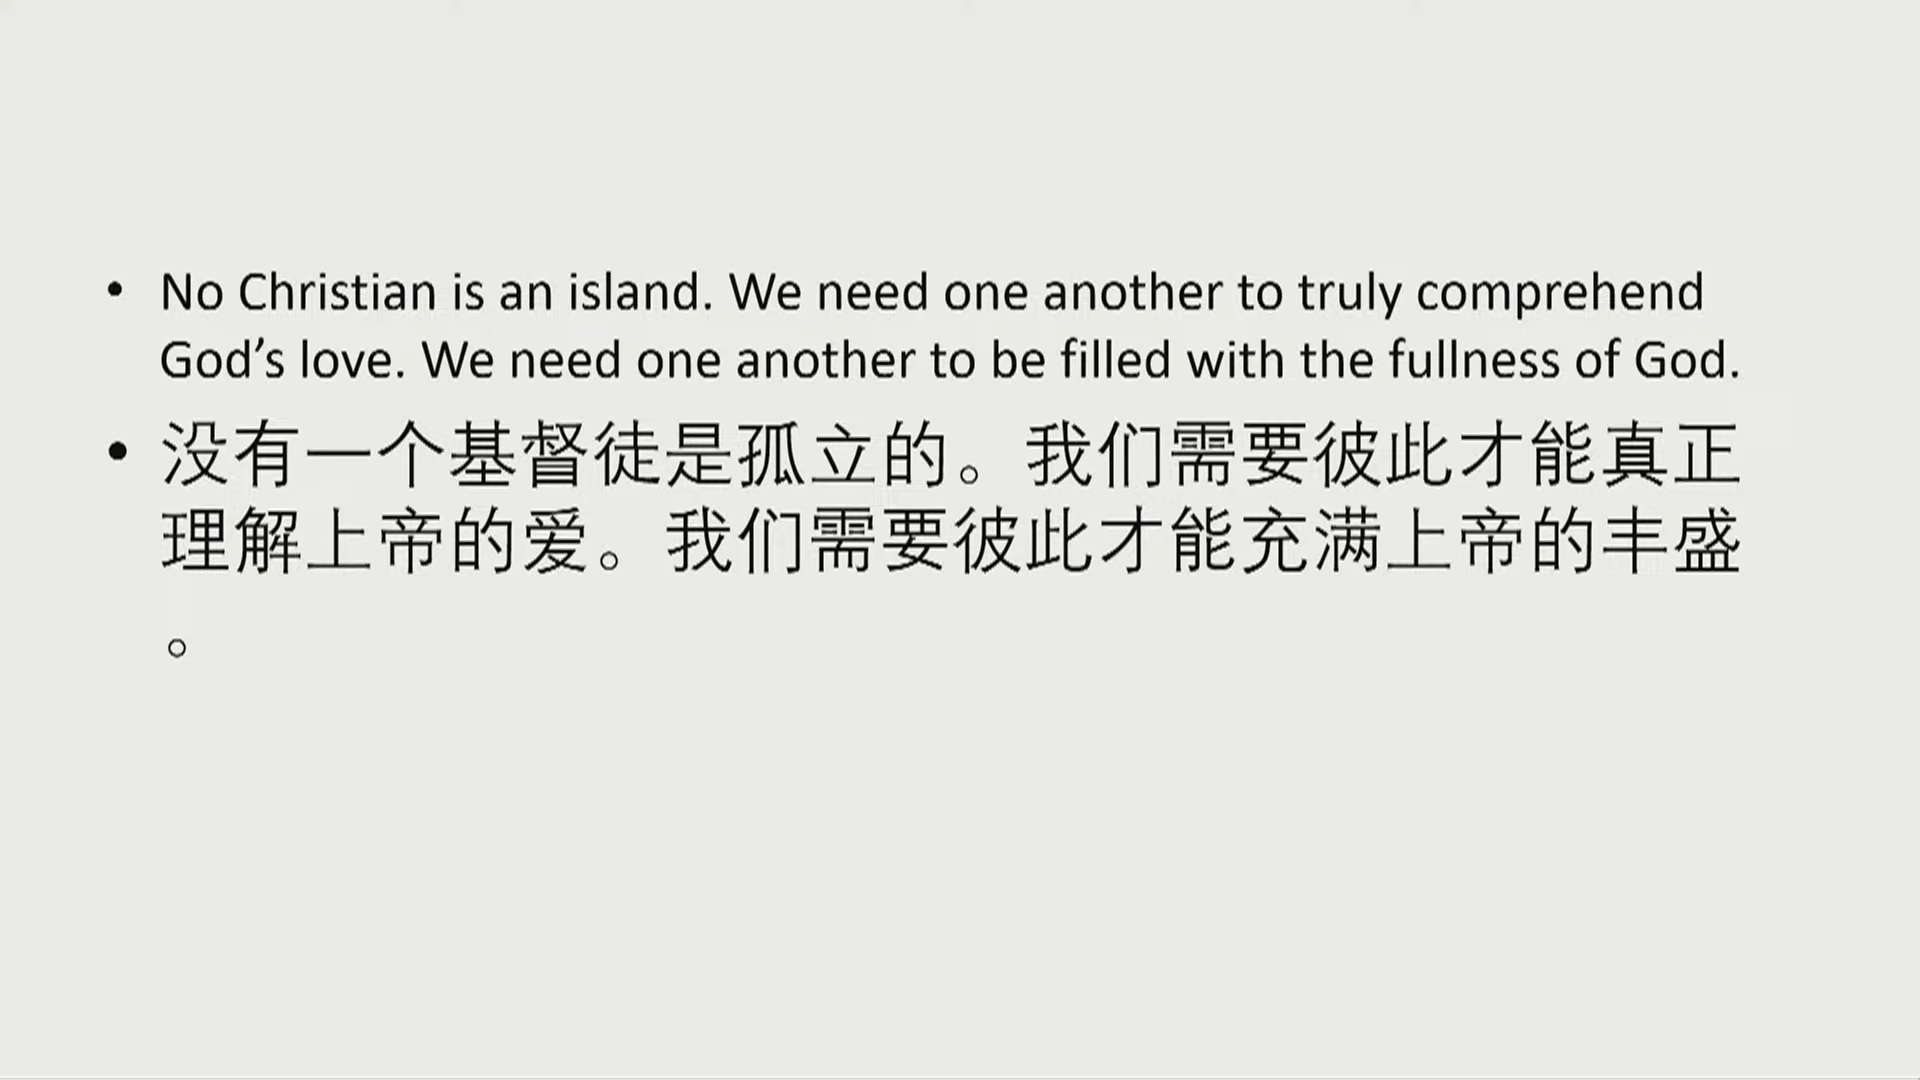 • No Christian is an island. We need one another to truly comprehend
God’s love. We need one another to be filled with the fullness of God.
• 没有一个基督徒是孤立的。我们需要彼此才能真正
理解上帝的爱。我们需要彼此才能充满上帝的丰盛
。